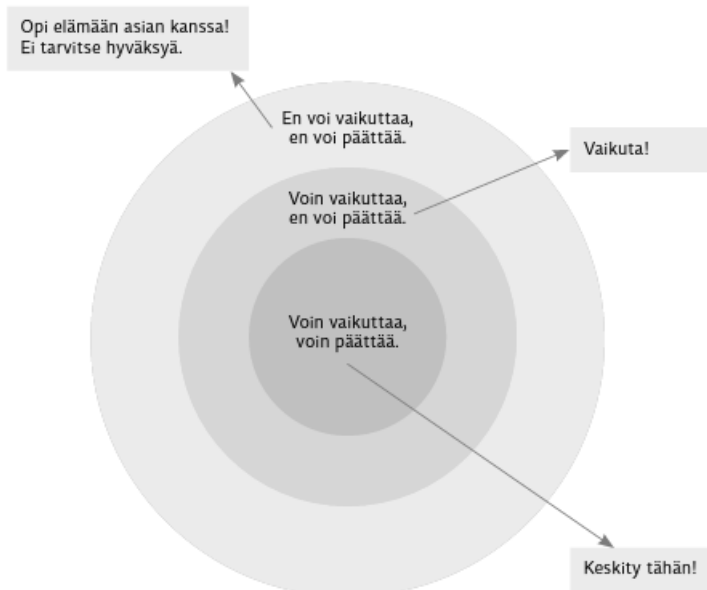 Opi elämään asian kanssa!
Ei tarvitse hyväksyä.
En voi vaikuttaa,
en voi päättää.
Vaikuta!
Voin vaikuttaa,
en voi päättää.
Voin vaikuttaa,
voin päättää.
Keskity tähän!